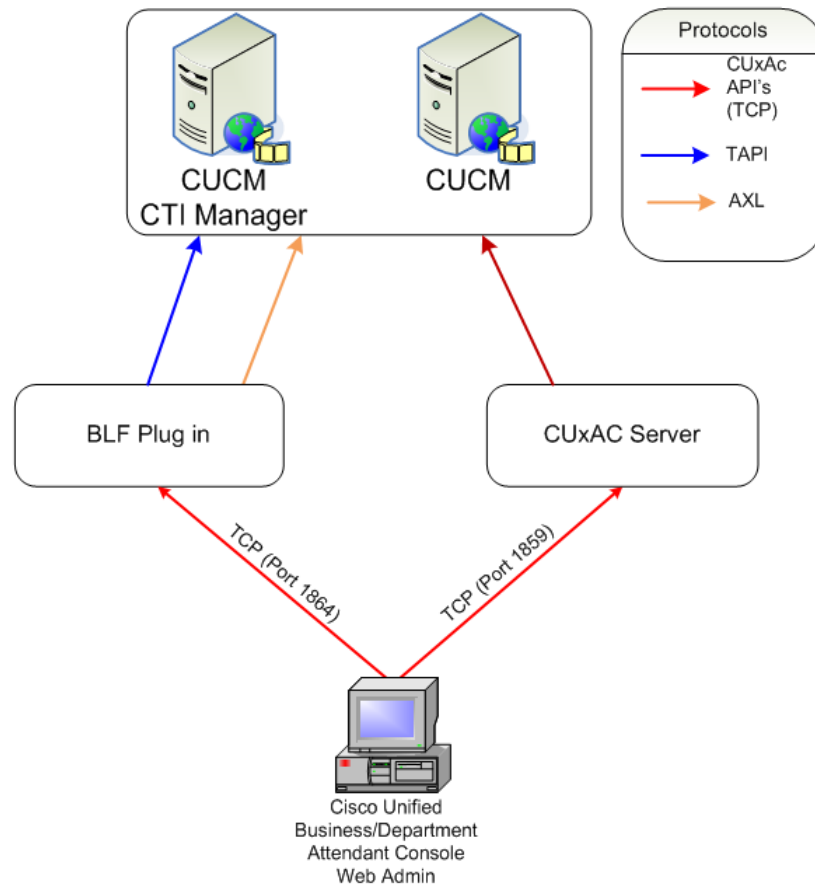 Protocols
CUxAc
API's
(TCP)
TAPI
AXL
CUCM
CTI Manager
CUCM
BLF Plug in
CUxAC Server
TCP (Port 1864)
TCP (Port 1859)
Cisco Unified
Business/Department
Attendant Console
Web Admin